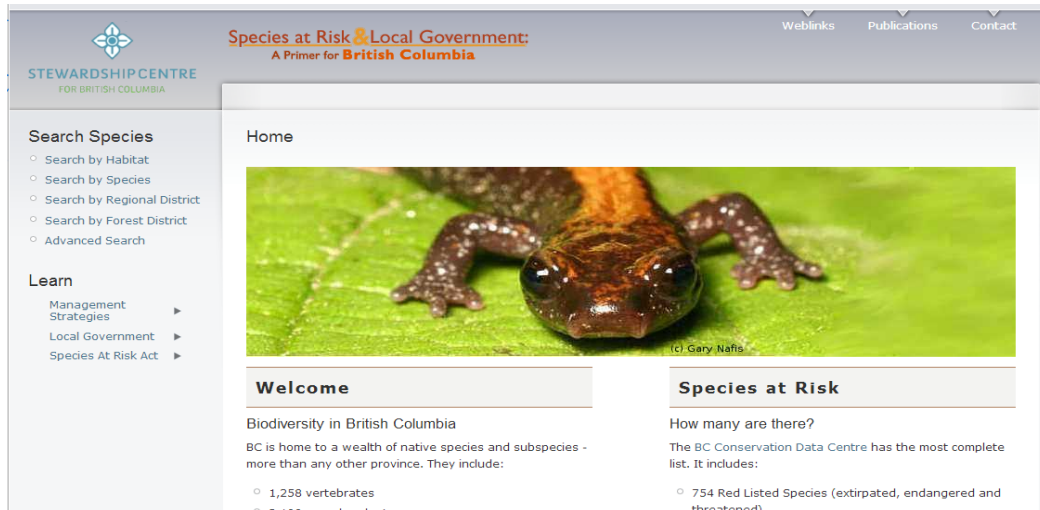 Weblinks
Publications
Contact
Species at Risk & Local Government:
A Primer for British Columbia
STEWARDSHIP CENTRE
FOR BRITISH COLUMBIA
Search Species
Search by Habitat
Search by Species
Search by Regional District
Search by Forest District
Advanced Search
Learn
Management
Strategies
Local Government
Species At Risk Act
Home
(c) Gary Nafis
Welcome
Biodiversity in British Columbia
BC is home to a wealth of native species and subspecies -
more than any other province. They include:
1,258 vertebrates
Species at Risk
How many are there?
The BC Conservation Data Centre has the most complete
list. It includes:
754 Red Listed Species (extirpated, endangered and
threatened)